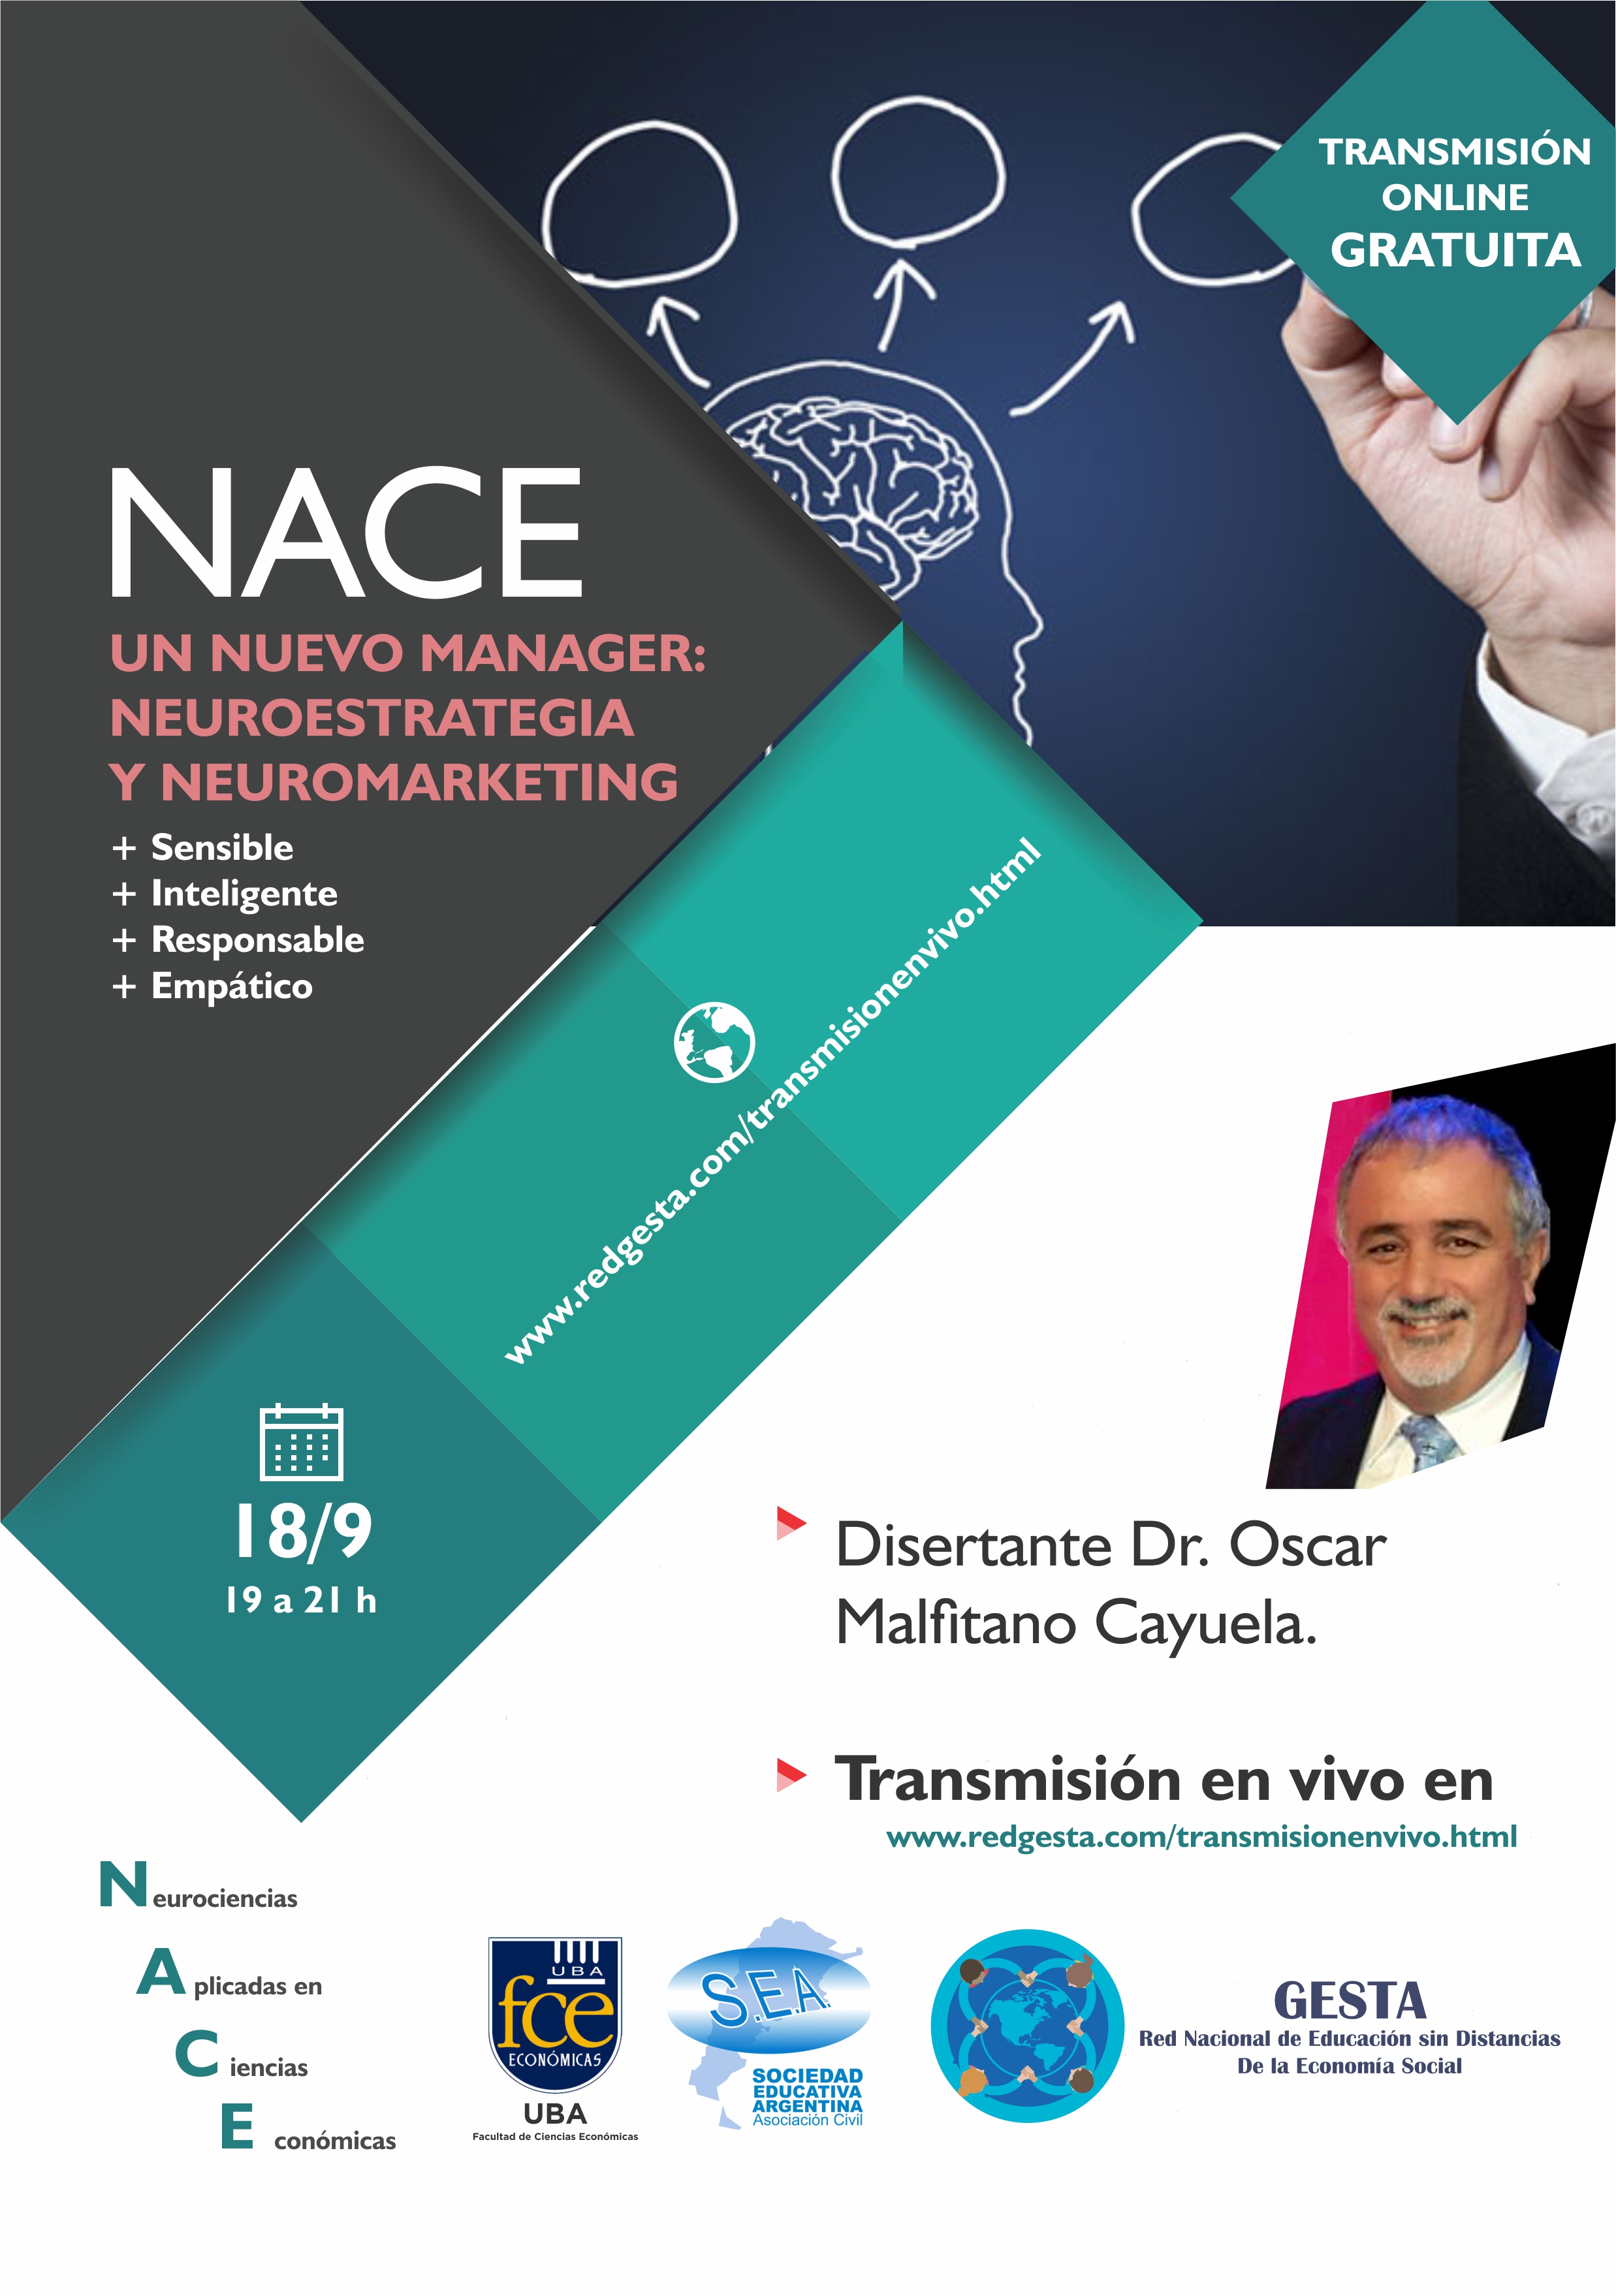 TRANSMISIÓN
ONLINE
GRATUITA
NACE
UN NUEVO MANAGER:
NEUROESTRATEGIA
Y NEUROMARKETING
+ Sensible
+ Inteligente
+ Responsable
+ Empático
www.redgesta.com/transmisionenvivo.html
18/9
19 a 21 h
Disertante Dr. Oscar
Malfitano Cayuela.
Transmisión en vivo en
www.redgesta.com/transmisionenvivo.html
Neurociencias
Aplicadas en
Ciencias
Económicas
UBA
fce
ECONÓMICAS
UBA
Facultad de Ciencias Económicas
S.E.A.
SOCIEDAD
EDUCATIVA
ARGENTINA
Asociación Civil
GESTA
Red Nacional de Educación sin Distancias
De la Economía Social